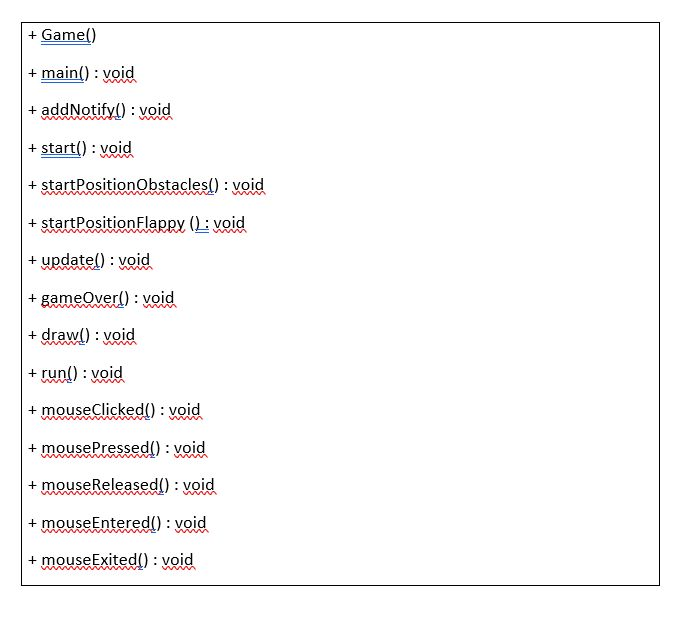 + Game()
+ main() : void
+ addNotify() : void
+ start() : void
+ startPositionObstacles() : void
+ startPositionFlappy () : void
+ update() : void
+ gameOver() : void
+ draw() : void
+ run() : void
+ mouseClicked() : void
+ mousePressed() : void
+ mouseReleased() : void
+ mouseEntered() : void
+ mouseExited() : void